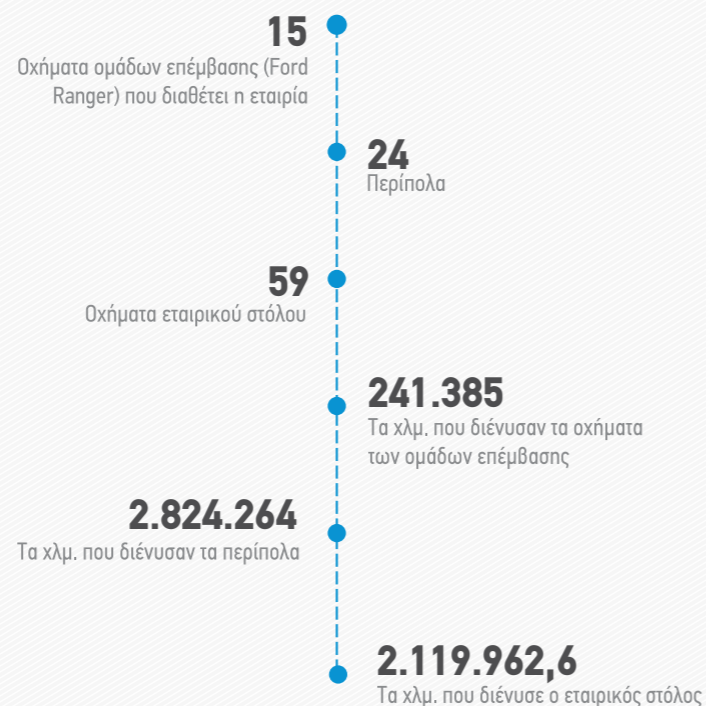 15
Οχήματα ομάδων επέμβασης (Ford
Ranger) που διαθέτει η εταιρία
24
Περίπολα
59
Οχήματα εταιρικού στόλου
241.385
Τα χλμ. που διένυσαν τα οχήματα
των ομάδων επέμβασης
2.824.264
Τα χλμ. που διένυσαν τα περίπολα
2.119.962,6
Τα χλμ. που διένυσε ο εταιρικός στόλος